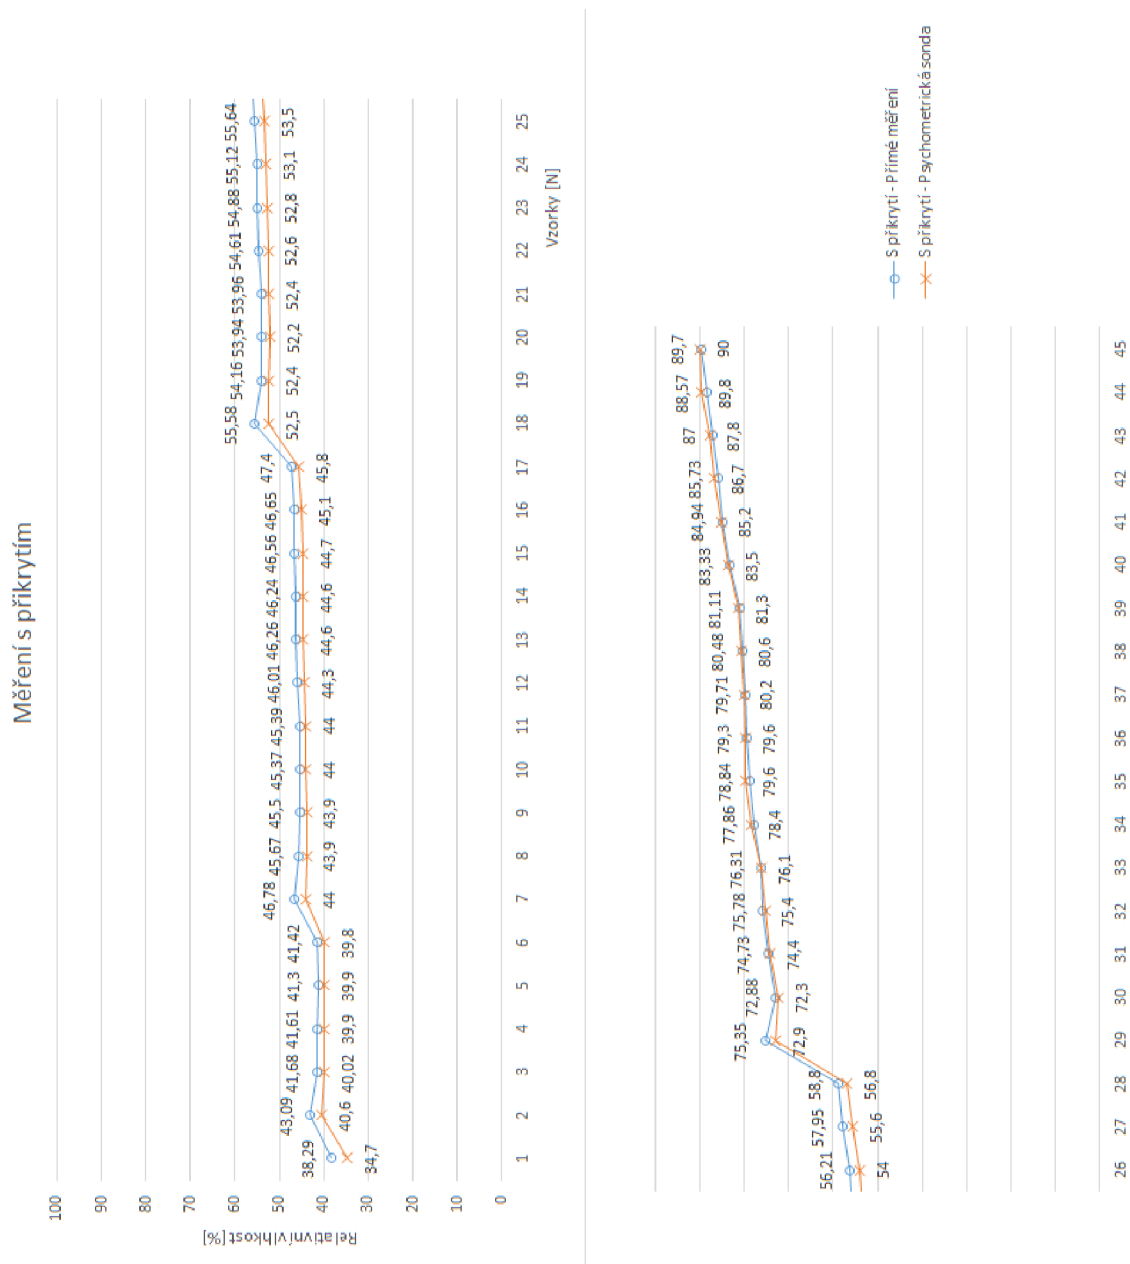 Měření s přikrytím
Relativní vlhkost [%]
100
90
80
70
60
50
40
30
20
10
0
38,29 43,09 41,68 41,61 41,3 41,42 46,78 45,67 45,5 45,37 45,39 46,01 46,26 46,24 46,56 46,65 47,4 55,58 54,16 53,94 53,96 54,61 54,88 55,12 55,64
34,7 40,6 40,02 39,9 39,9 39,8 44 43,9 43,9 44 44 44,3 44,6 44,6 44,7 45,1 45,8 52,5 52,4 52,2 52,4 52,6 52,8 53,1 53,5
1 2 3 4 5 6 7 8 9 10 11 12 13 14 15 16 17 18 19 20 21 22 23 24 25
Vzorky [N]
56,21 57,95 58,8 75,35 72,88 74,73 75,78 76,31 77,86 78,84 79,3 79,71 80,48 81,11 83,33 84,94 85,73 87 88,57 89,7
54 55,6 56,8 72,9 72,3 74,4 75,4 76,1 78,4 79,6 79,6 80,2 80,6 81,3 83,5 85,2 86,7 87,8 89,8 90
26 27 28 29 30 31 32 33 34 35 36 37 38 39 40 41 42 43 44 45
S přikrytí - Přímé měření
S přikrytí - Psychometrická sonda